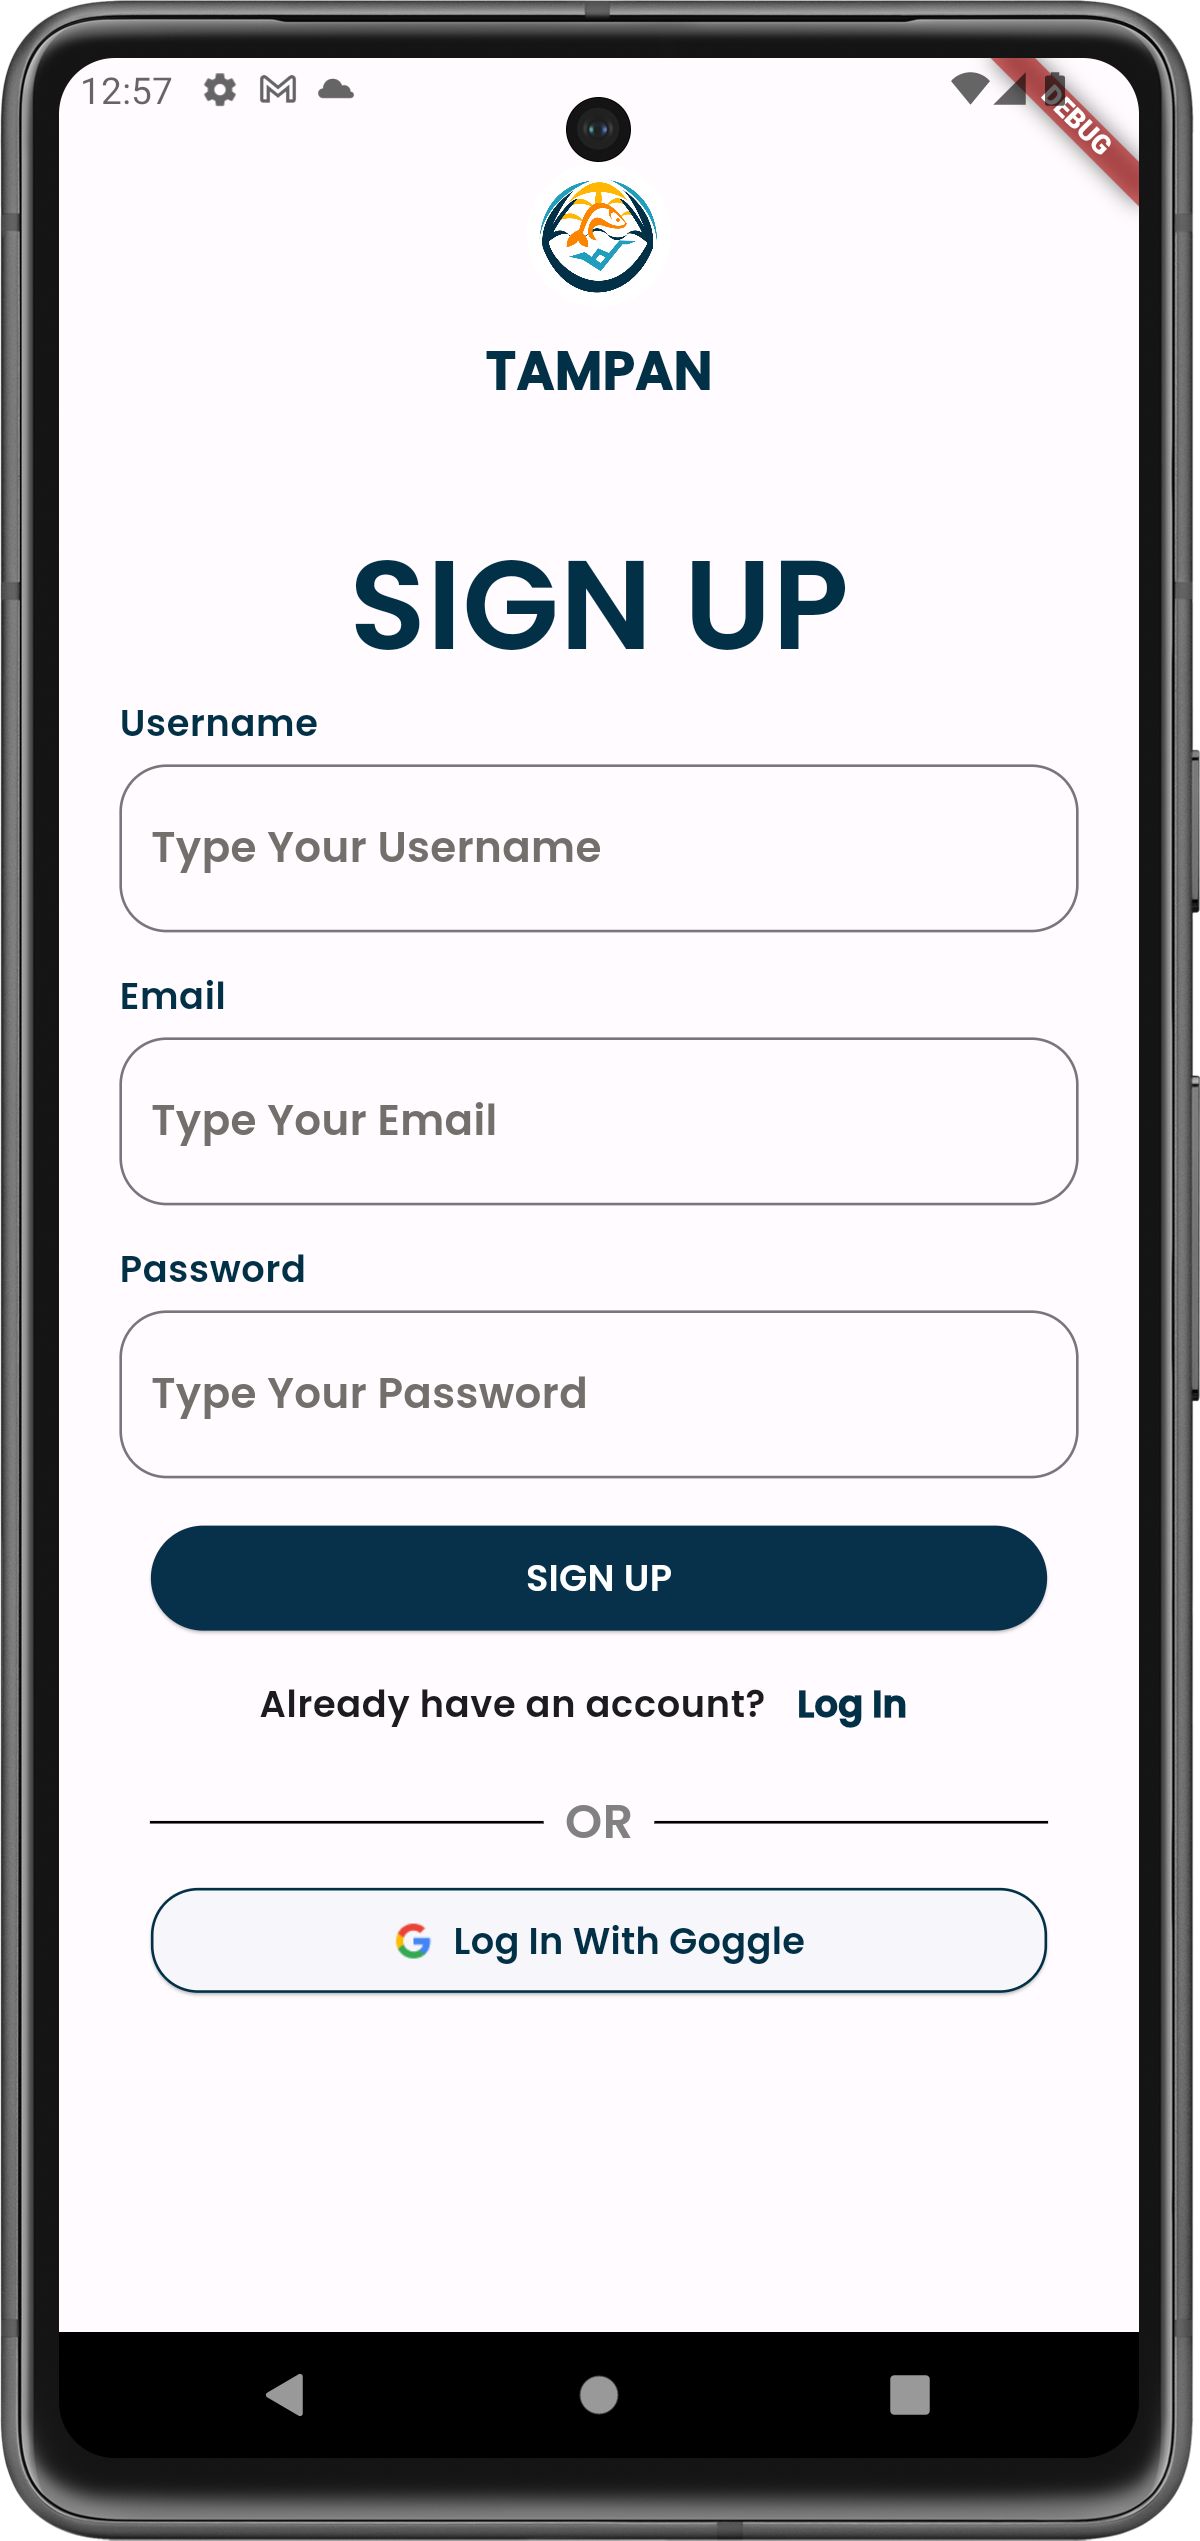 12:57
DEBUG
TAMPAN
SIGN UP
Username
Type Your Username
Email
Type Your Email
Password
Type Your Password
SIGN UP
Already have an account? Log In
OR
Log In With Goggle